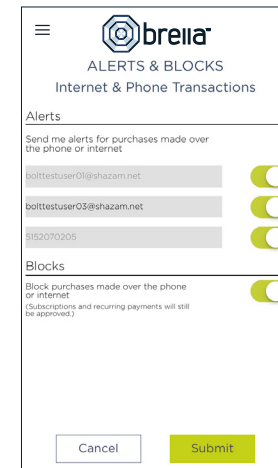 brella
ALERTS & BLOCKS
Internet & Phone Transactions
Alerts
Send me alerts for purchases made over
the phone or internet
bolttestuser01@shazam.net
bolttestuser03@shazam.net
5152070205
Blocks
Block purchases made over the phone
or internet
(Subscriptions and recurring payments will still
be approved.)
Cancel
Submit